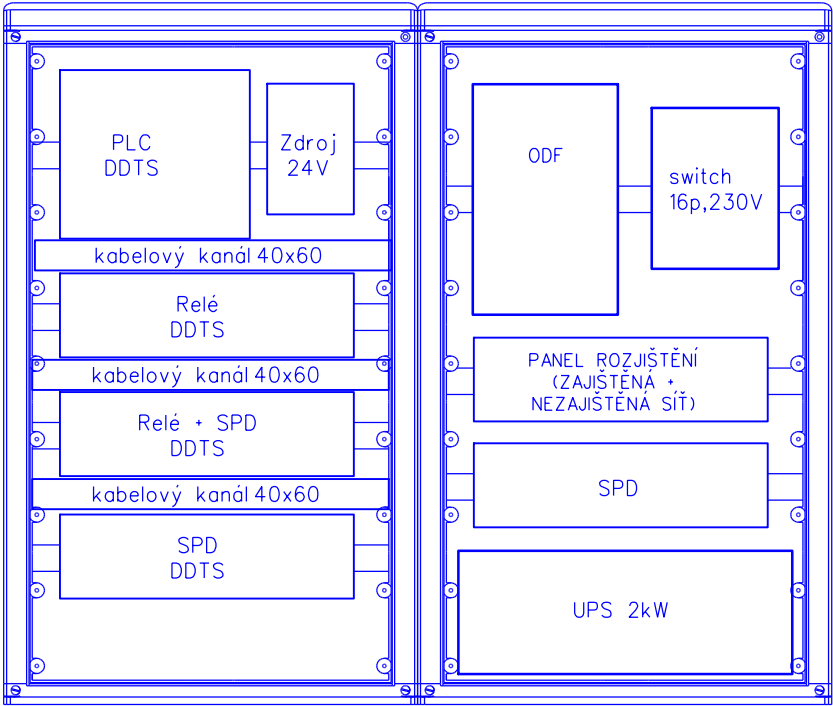 PLC
DDTS
Zdroj
24V
kabelový kanál 40x60
Relé
DDTS
kabelový kanál 40x60
Relé + SPD
DDTS
kabelový kanál 40x60
SPD
DDTS
ODF
switch
16p,230V
PANEL ROZJIŠTĚNÍ
(ZAJIŠTĚNÁ +
NEZAJIŠTĚNÁ SÍŤ)
SPD
UPS 2kW